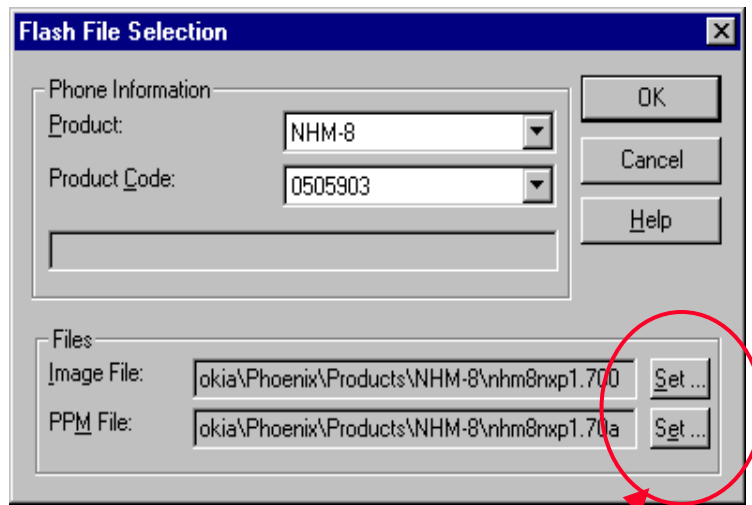 Flash File Selection
Phone Information
Product:
NHM-8
Product Code:
0505903
OK
Cancel
Help
Files
Image File:
okia\Phoenix\Products\NHM-8\nhm8nxp1.700
Set ...
PPM File:
okia\Phoenix\Products\NHM-8\nhm8nxp1.70a
Set ...